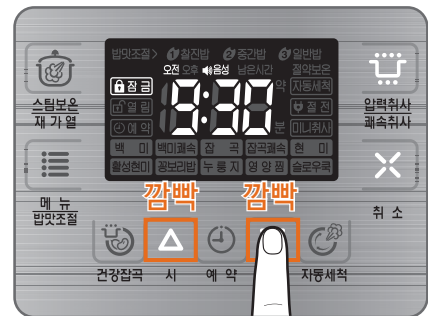 밥맛조절> ❶찰진밥 ❷중간밥 ❸일반밥
오전 오후 음성 남은시간 절약보온
잠금 9:30 약 자동세척
열림 절전
예약 분 미니취사
백미 백미쾌속 잡곡 잡곡쾌속 현미
활성현미 꽁보리밥 누룽지 영양찜 슬로우쿡
스팀보온
재가열
압력취사
쾌속취사
깜빡 깜빡
메뉴
밥맛조절
취소
건강잡곡 시 예약 자동세척